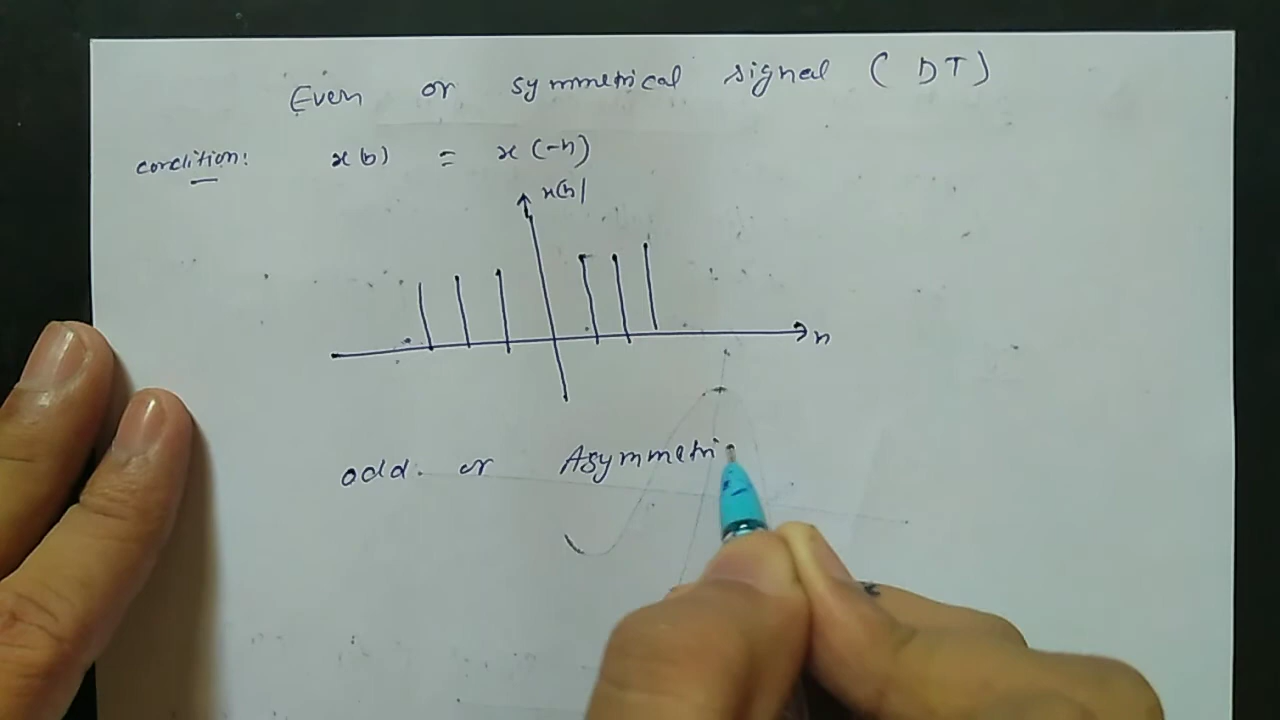 Even or symmetrical signal ( DT )
condition: x(n) = x(-n)
x(n)
n
odd. or Asymmetri